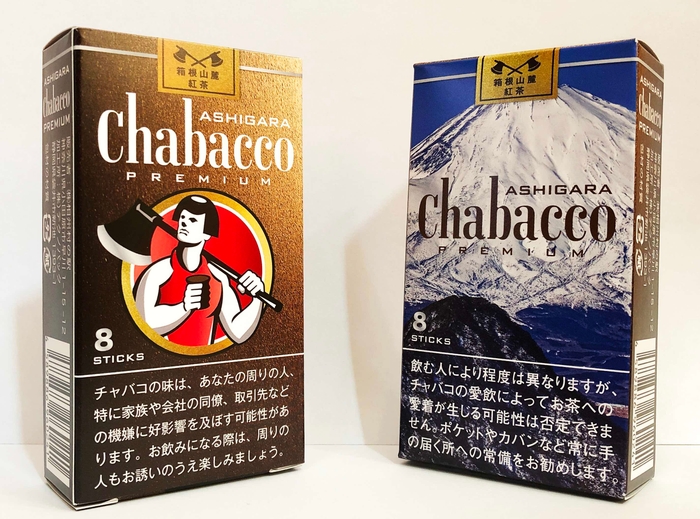 箱根山麓
紅茶
ASHIGARA
Chabacco
PREMIUM
8
STICKS
チャバコの味は、あなたの周りの人、
特に家族や会社の同僚、取引先など
の機嫌に好影響を及ぼす可能性があ
ります。お飲みになる際は、周りの
人もお誘いのうえ楽しみましょう。
ASHIGARA
Chabacco
PREMIUM
箱根山麓
紅茶
ASHIGARA
Chabacco
PREMIUM
8
STICKS
飲む人により程度は異なりますが、
チャバコの愛飲によってお茶への
愛着が生じる可能性は否定できま
せん。ポケットやカバンなど常に手
の届く所への常備をお勧めします。
ASHIGARA
Chabacco
PREMIUM